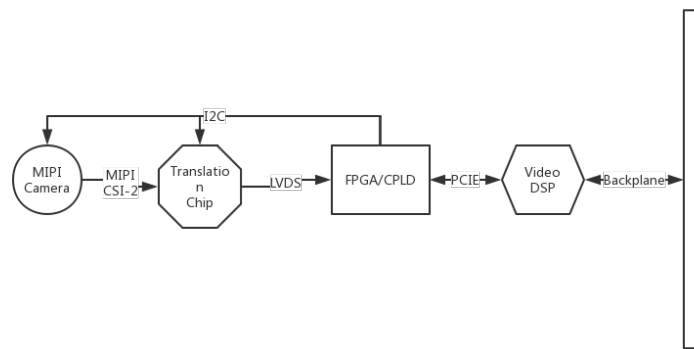 I2C
MIPI
Camera
MIPI
CSI-2
Translatio
n
Chip
LVDS
FPGA/CPLD
PCIE
Video
DSP
Backplane